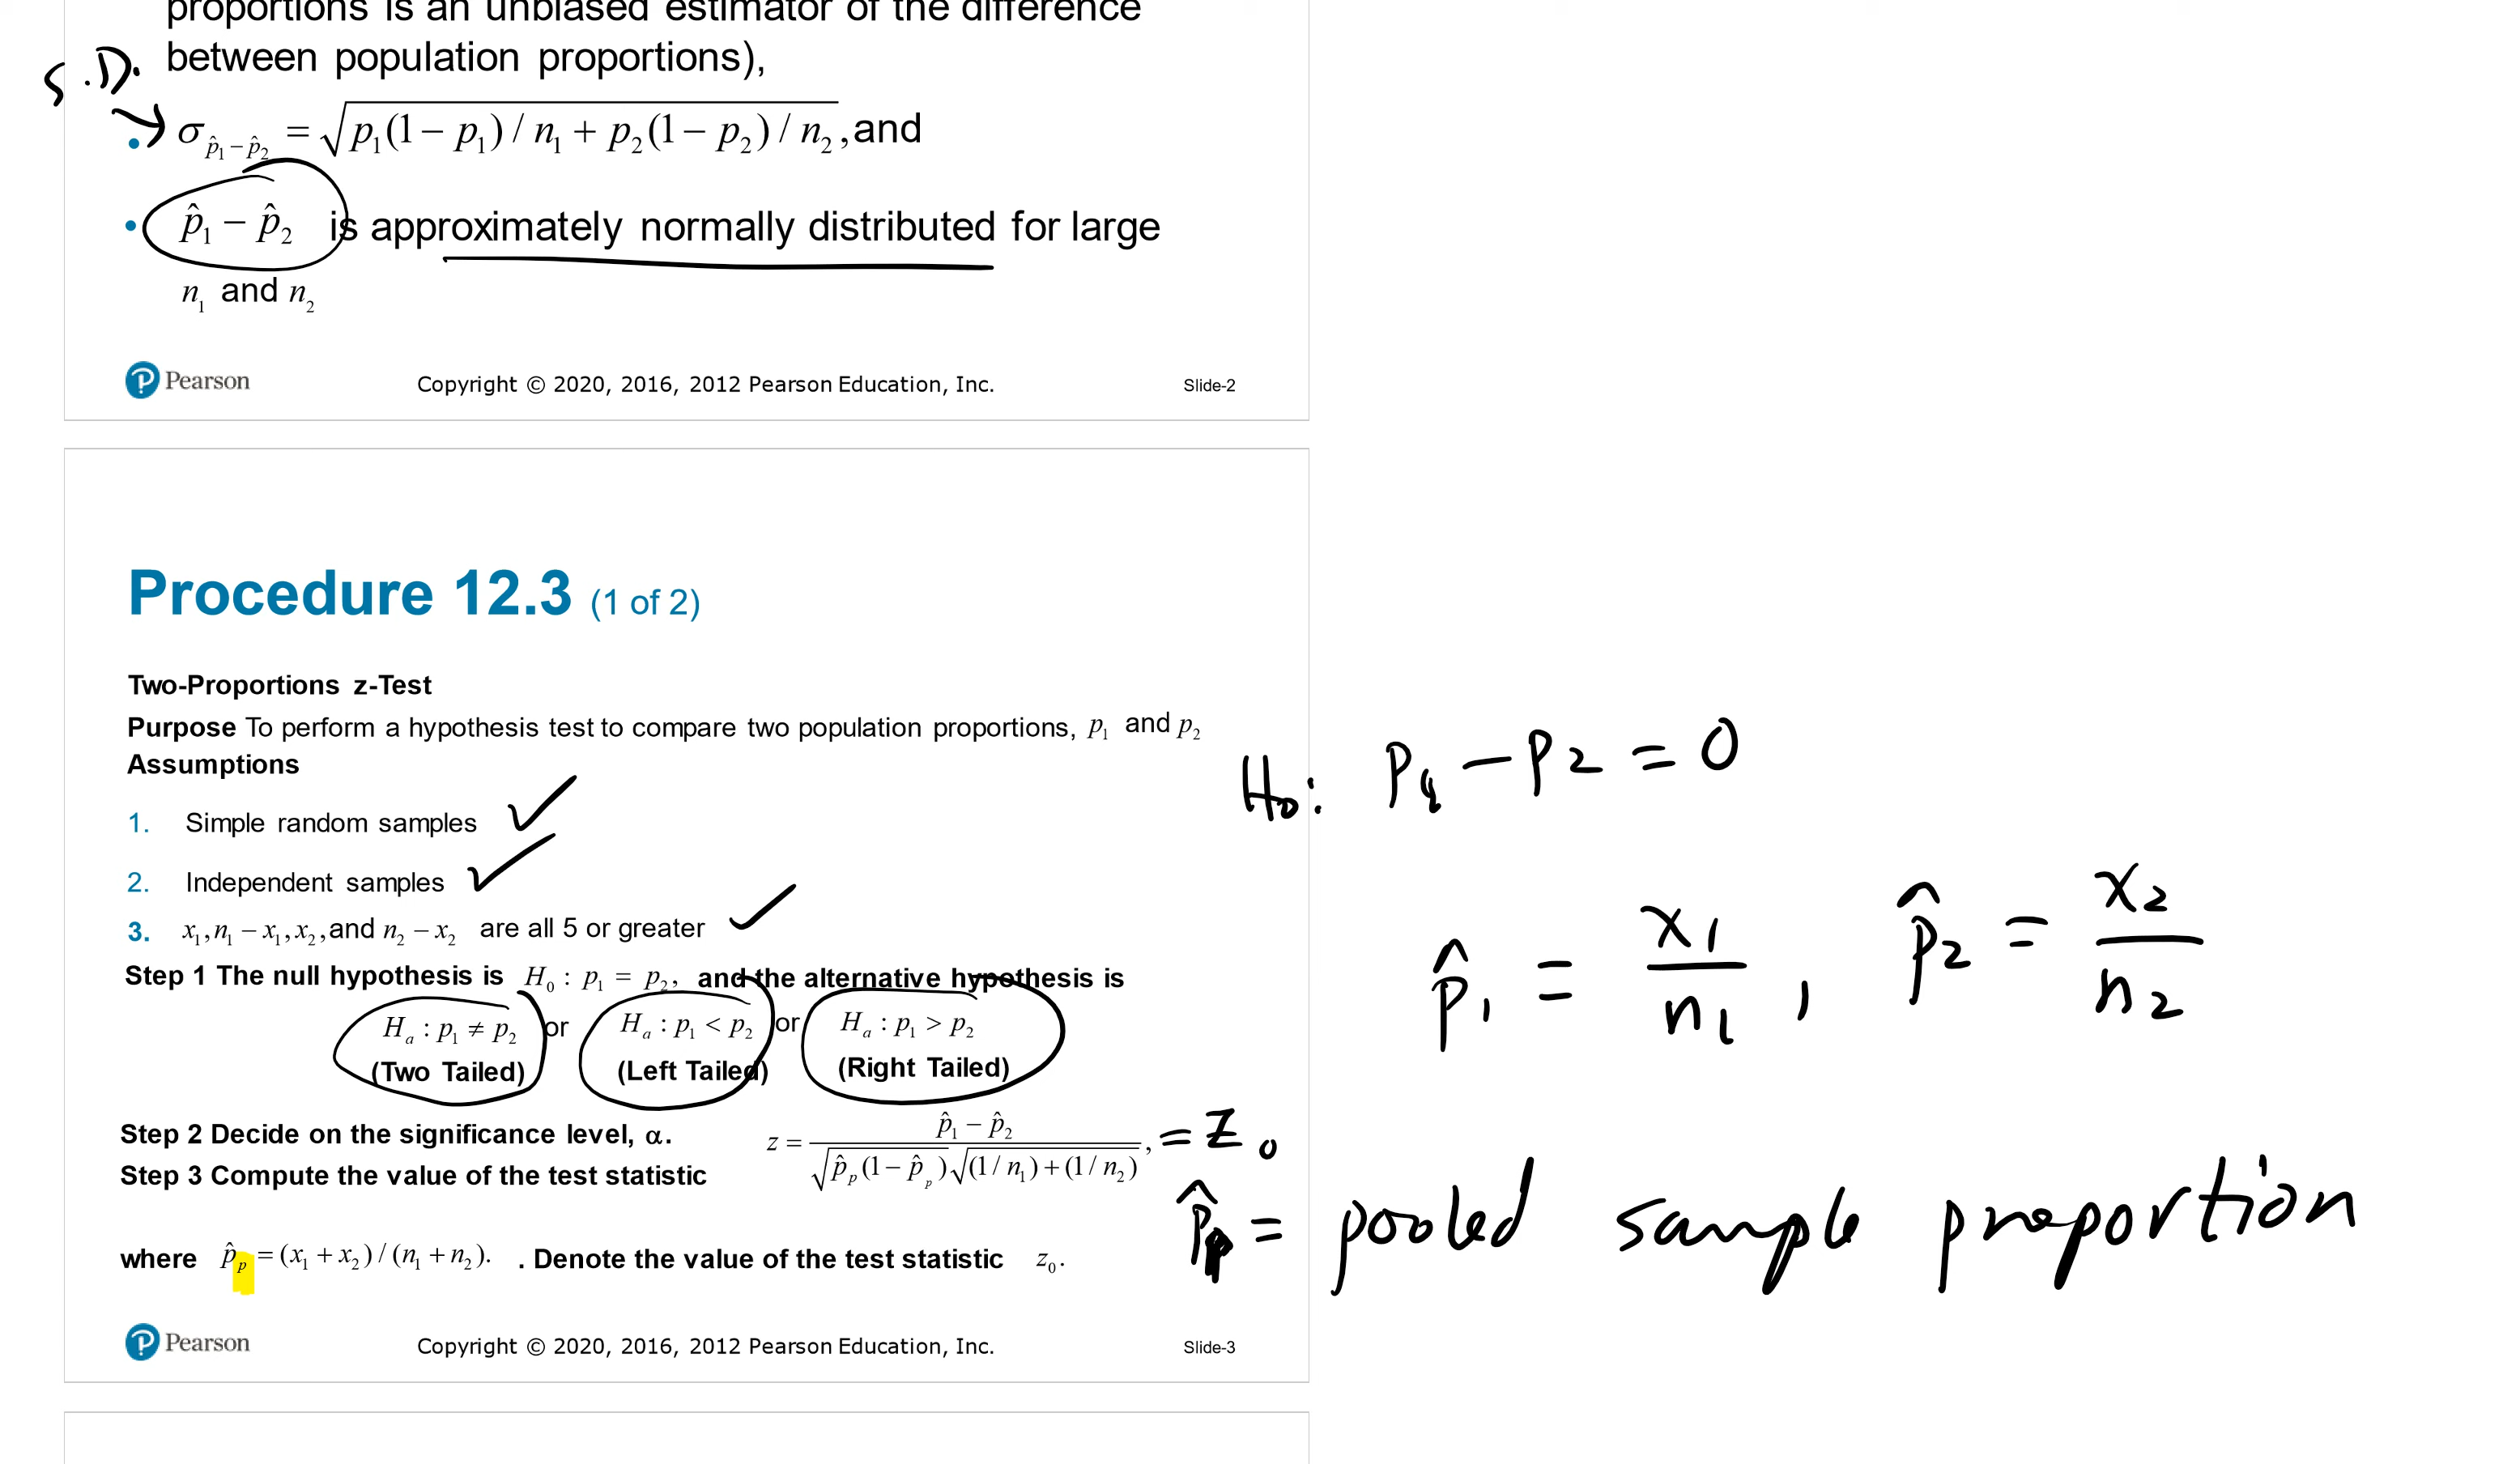 proportions is an unbiased estimator of the difference
S.D. between population proportions),
• σ_{p̂₁−p̂₂} = √(p₁(1− p₁) / n₁ + p₂(1− p₂) / n₂), and
• p̂₁ − p̂₂ is approximately normally distributed for large
n₁ and n₂
Pearson Copyright © 2020, 2016, 2012 Pearson Education, Inc. Slide-2
Procedure 12.3 (1 of 2)
Two-Proportions z-Test
Purpose To perform a hypothesis test to compare two population proportions, p₁ and p₂
Assumptions
H₀: p₁ − p₂ = 0
1. Simple random samples ✓
2. Independent samples ✓
3. x₁, n₁ − x₁, x₂, and n₂ − x₂ are all 5 or greater ✓
p̂₁ = x₁/n₁, p̂₂ = x₂/n₂
Step 1 The null hypothesis is H₀ : p₁ = p₂, and the alternative hypothesis is
Hₐ : p₁ ≠ p₂ or Hₐ : p₁ < p₂ or Hₐ : p₁ > p₂
(Two Tailed) (Left Tailed) (Right Tailed)
Step 2 Decide on the significance level, α.
Step 3 Compute the value of the test statistic z = (p̂₁ − p̂₂) / (√(p̂ₚ(1− p̂ₚ)) √((1/ n₁)+(1/ n₂))), = z₀
p̂ₚ = pooled sample proportion
where p̂ₚ = (x₁ + x₂) / (n₁ + n₂). . Denote the value of the test statistic z₀.
Pearson Copyright © 2020, 2016, 2012 Pearson Education, Inc. Slide-3